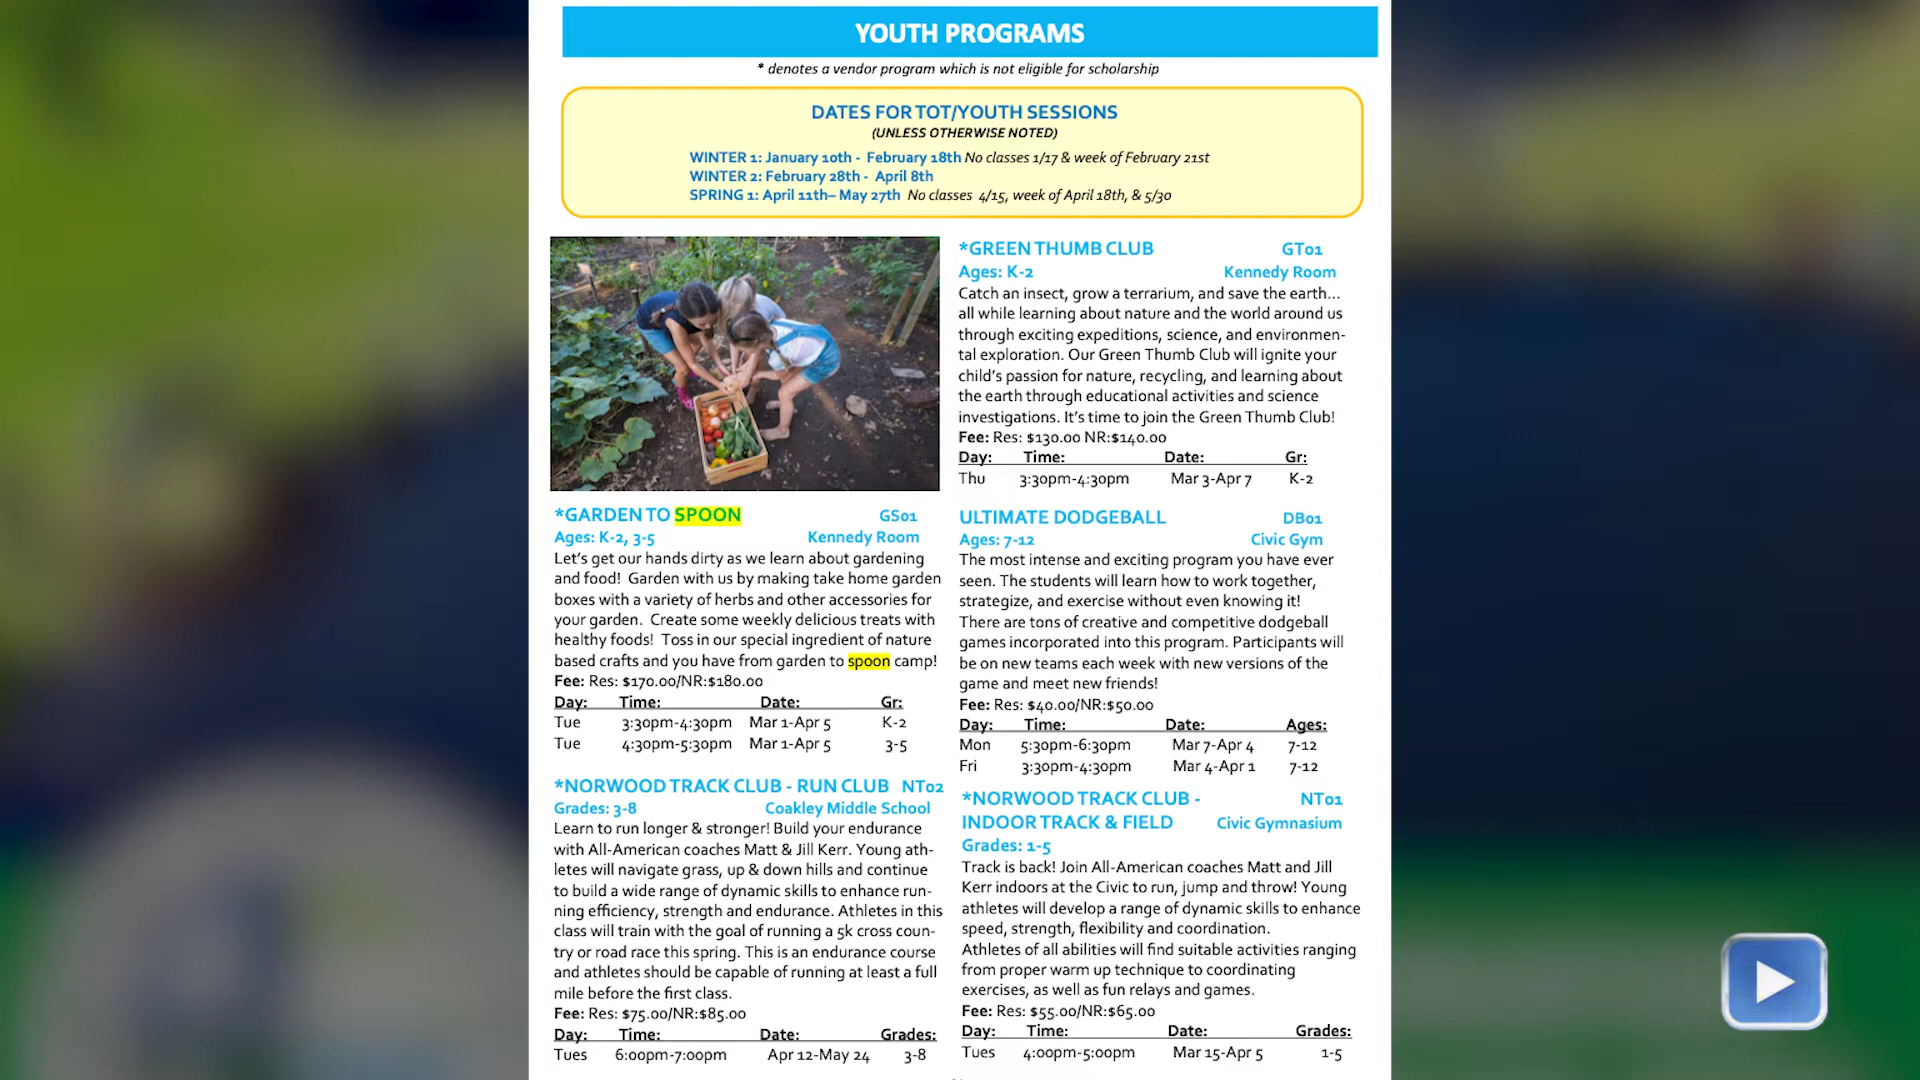 YOUTH PROGRAMS
* denotes a vendor program which is not eligible for scholarship
DATES FOR TOT/YOUTH SESSIONS
(UNLESS OTHERWISE NOTED)
WINTER 1: January 10th - February 18th No classes 1/17 & week of February 21st
WINTER 2: February 28th - April 8th
SPRING 1: April 11th– May 27th No classes 4/15, week of April 18th, & 5/30
*GARDEN TO SPOON GS01
Ages: K-2, 3-5 Kennedy Room
Let's get our hands dirty as we learn about gardening
and food! Garden with us by making take home garden
boxes with a variety of herbs and other accessories for
your garden. Create some weekly delicious treats with
healthy foods! Toss in our special ingredient of nature
based crafts and you have from garden to spoon camp!
Fee: Res: $170.00/NR:$180.00
Day: Time: Date: Gr:
Tue 3:30pm-4:30pm Mar 1-Apr 5 K-2
Tue 4:30pm-5:30pm Mar 1-Apr 5 3-5
*NORWOOD TRACK CLUB - RUN CLUB NT02
Grades: 3-8 Coakley Middle School
Learn to run longer & stronger! Build your endurance
with All-American coaches Matt & Jill Kerr. Young ath-
letes will navigate grass, up & down hills and continue
to build a wide range of dynamic skills to enhance run-
ning efficiency, strength and endurance. Athletes in this
class will train with the goal of running a 5k cross coun-
try or road race this spring. This is an endurance course
and athletes should be capable of running at least a full
mile before the first class.
Fee: Res: $75.00/NR:$85.00
Day: Time: Date: Grades:
Tues 6:00pm-7:00pm Apr 12-May 24 3-8
*GREEN THUMB CLUB GT01
Ages: K-2 Kennedy Room
Catch an insect, grow a terrarium, and save the earth...
all while learning about nature and the world around us
through exciting expeditions, science, and environmen-
tal exploration. Our Green Thumb Club will ignite your
child's passion for nature, recycling, and learning about
the earth through educational activities and science
investigations. It's time to join the Green Thumb Club!
Fee: Res: $130.00 NR:$140.00
Day: Time: Date: Gr:
Thu 3:30pm-4:30pm Mar 3-Apr 7 K-2
ULTIMATE DODGEBALL DB01
Ages: 7-12 Civic Gym
The most intense and exciting program you have ever
seen. The students will learn how to work together,
strategize, and exercise without even knowing it!
There are tons of creative and competitive dodgeball
games incorporated into this program. Participants will
be on new teams each week with new versions of the
game and meet new friends!
Fee: Res: $40.00/NR:$50.00
Day: Time: Date: Ages:
Mon 5:30pm-6:30pm Mar 7-Apr 4 7-12
Fri 3:30pm-4:30pm Mar 4-Apr 1 7-12
*NORWOOD TRACK CLUB - NT01
INDOOR TRACK & FIELD Civic Gymnasium
Grades: 1-5
Track is back! Join All-American coaches Matt and Jill
Kerr indoors at the Civic to run, jump and throw! Young
athletes will develop a range of dynamic skills to enhance
speed, strength, flexibility and coordination.
Athletes of all abilities will find suitable activities ranging
from proper warm up technique to coordinating
exercises, as well as fun relays and games.
Fee: Res: $55.00/NR:$65.00
Day: Time: Date: Grades:
Tues 4:00pm-5:00pm Mar 15-Apr 5 1-5